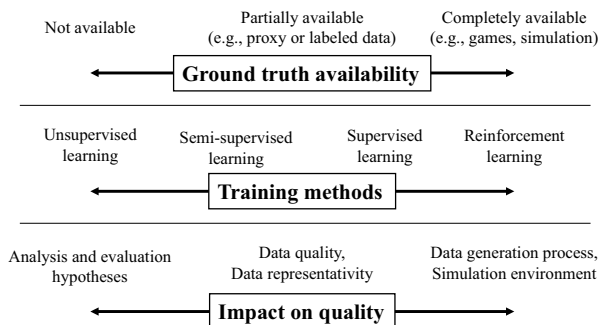 Not available
Partially available
(e.g., proxy or labeled data)
Completely available
(e.g., games, simulation)
Ground truth availability
Unsupervised
learning
Semi-supervised
learning
Supervised
learning
Reinforcement
learning
Training methods
Analysis and evaluation
hypotheses
Data quality,
Data representativity
Data generation process,
Simulation environment
Impact on quality